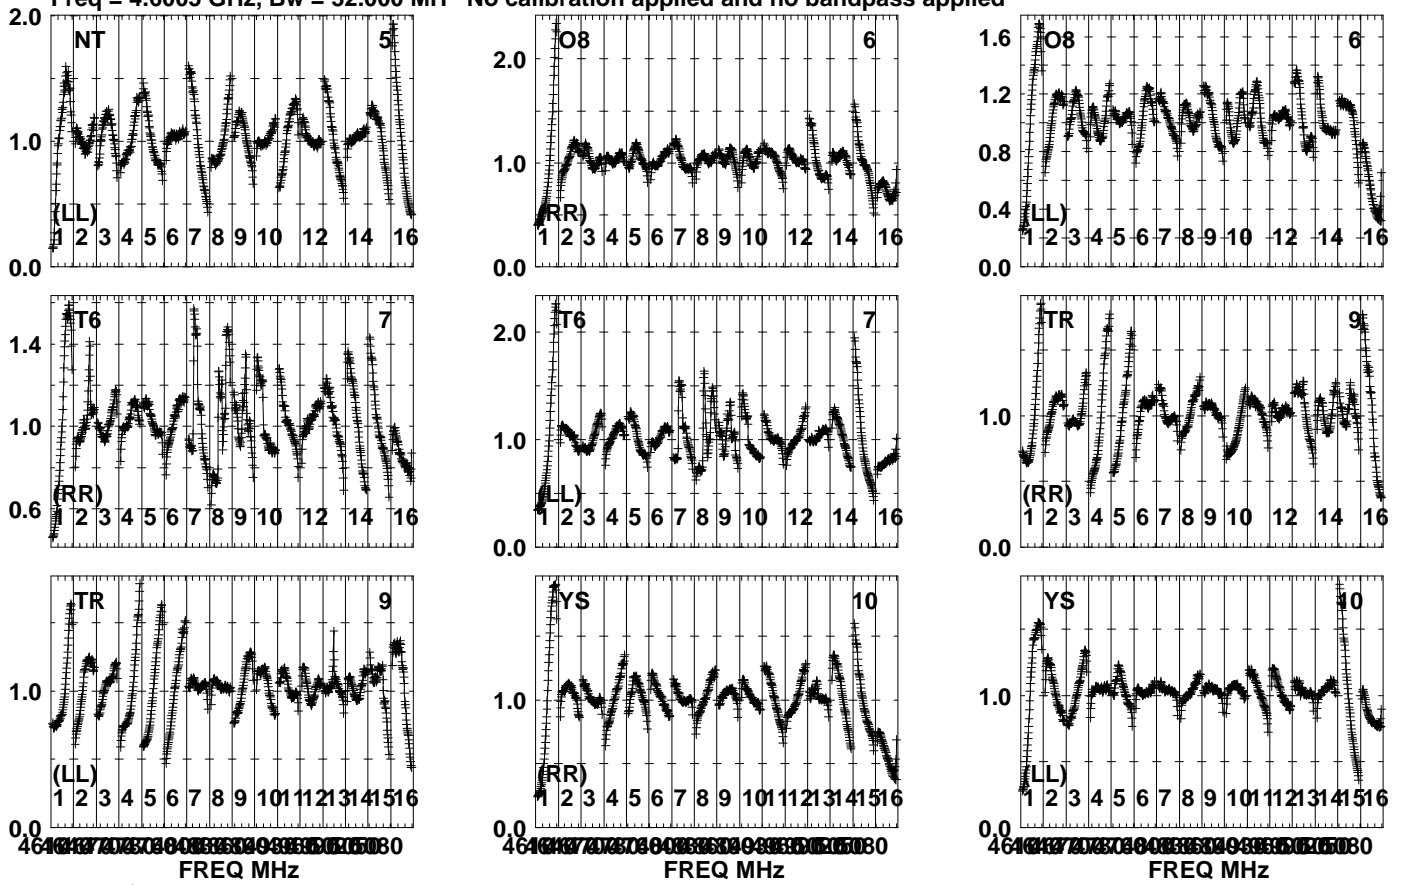 Freq = 4.6005 GHz, Bw = 32.000 MH No calibration applied and no bandpass applied
2.0
1.0
0.0
NT 5
(LL)
1 2 3 4 5 6 7 8 9 10 12 14 16
2.0
1.0
0.0
O8 6
(RR)
1 2 3 4 5 6 7 8 9 10 12 14 16
1.6
1.2
0.8
0.4
0.0
O8 6
(LL)
1 2 3 4 5 6 7 8 9 10 12 14 16
1.4
1.0
0.6
T6 7
(RR)
1 2 3 4 5 6 7 8 9 10 12 14 16
2.0
1.0
0.0
T6 7
(LL)
1 2 3 4 5 6 7 8 9 10 12 14 16
1.0
0.0
TR 9
(RR)
1 2 3 4 5 6 7 8 9 10 12 14 16
1.0
0.0
TR 9
(LL)
1 2 3 4 5 6 7 8 9 10 11 12 13 14 15 16
FREQ MHz
1.0
0.0
YS 10
(RR)
1 2 3 4 5 6 7 8 9 10 11 12 13 14 15 16
FREQ MHz
1.0
0.0
YS 10
(LL)
1 2 3 4 5 6 7 8 9 10 11 12 13 14 15 16
FREQ MHz